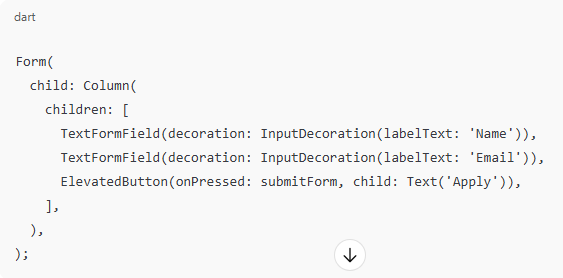 dart
Form(
  child: Column(
    children: [
      TextFormField(decoration: InputDecoration(labelText: 'Name')),
      TextFormField(decoration: InputDecoration(labelText: 'Email')),
      ElevatedButton(onPressed: submitForm, child: Text('Apply')),
    ],
  ),
);